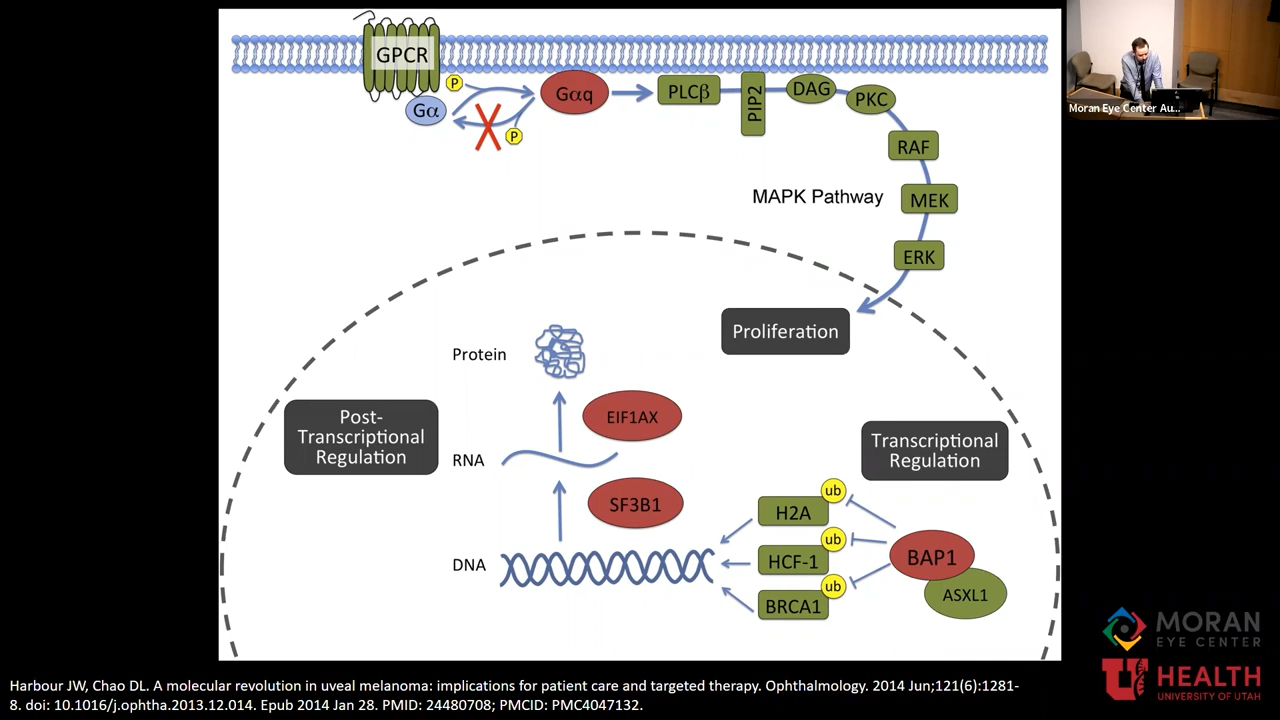 GPCR
P
Gα
P
Gαq
PLCβ
PIP2
DAG
PKC
RAF
MAPK Pathway
MEK
ERK
Proliferation
Protein
Post-
Transcriptional
Regulation
EIF1AX
RNA
Transcriptional
Regulation
SF3B1
DNA
H2A
ub
HCF-1
ub
BRCA1
ub
BAP1
ASXL1
Moran Eye Center Au...
MORAN
EYE CENTER
U HEALTH
UNIVERSITY OF UTAH
Harbour JW, Chao DL. A molecular revolution in uveal melanoma: implications for patient care and targeted therapy. Ophthalmology. 2014 Jun;121(6):1281-
8. doi: 10.1016/j.ophtha.2013.12.014. Epub 2014 Jan 28. PMID: 24480708; PMCID: PMC4047132.